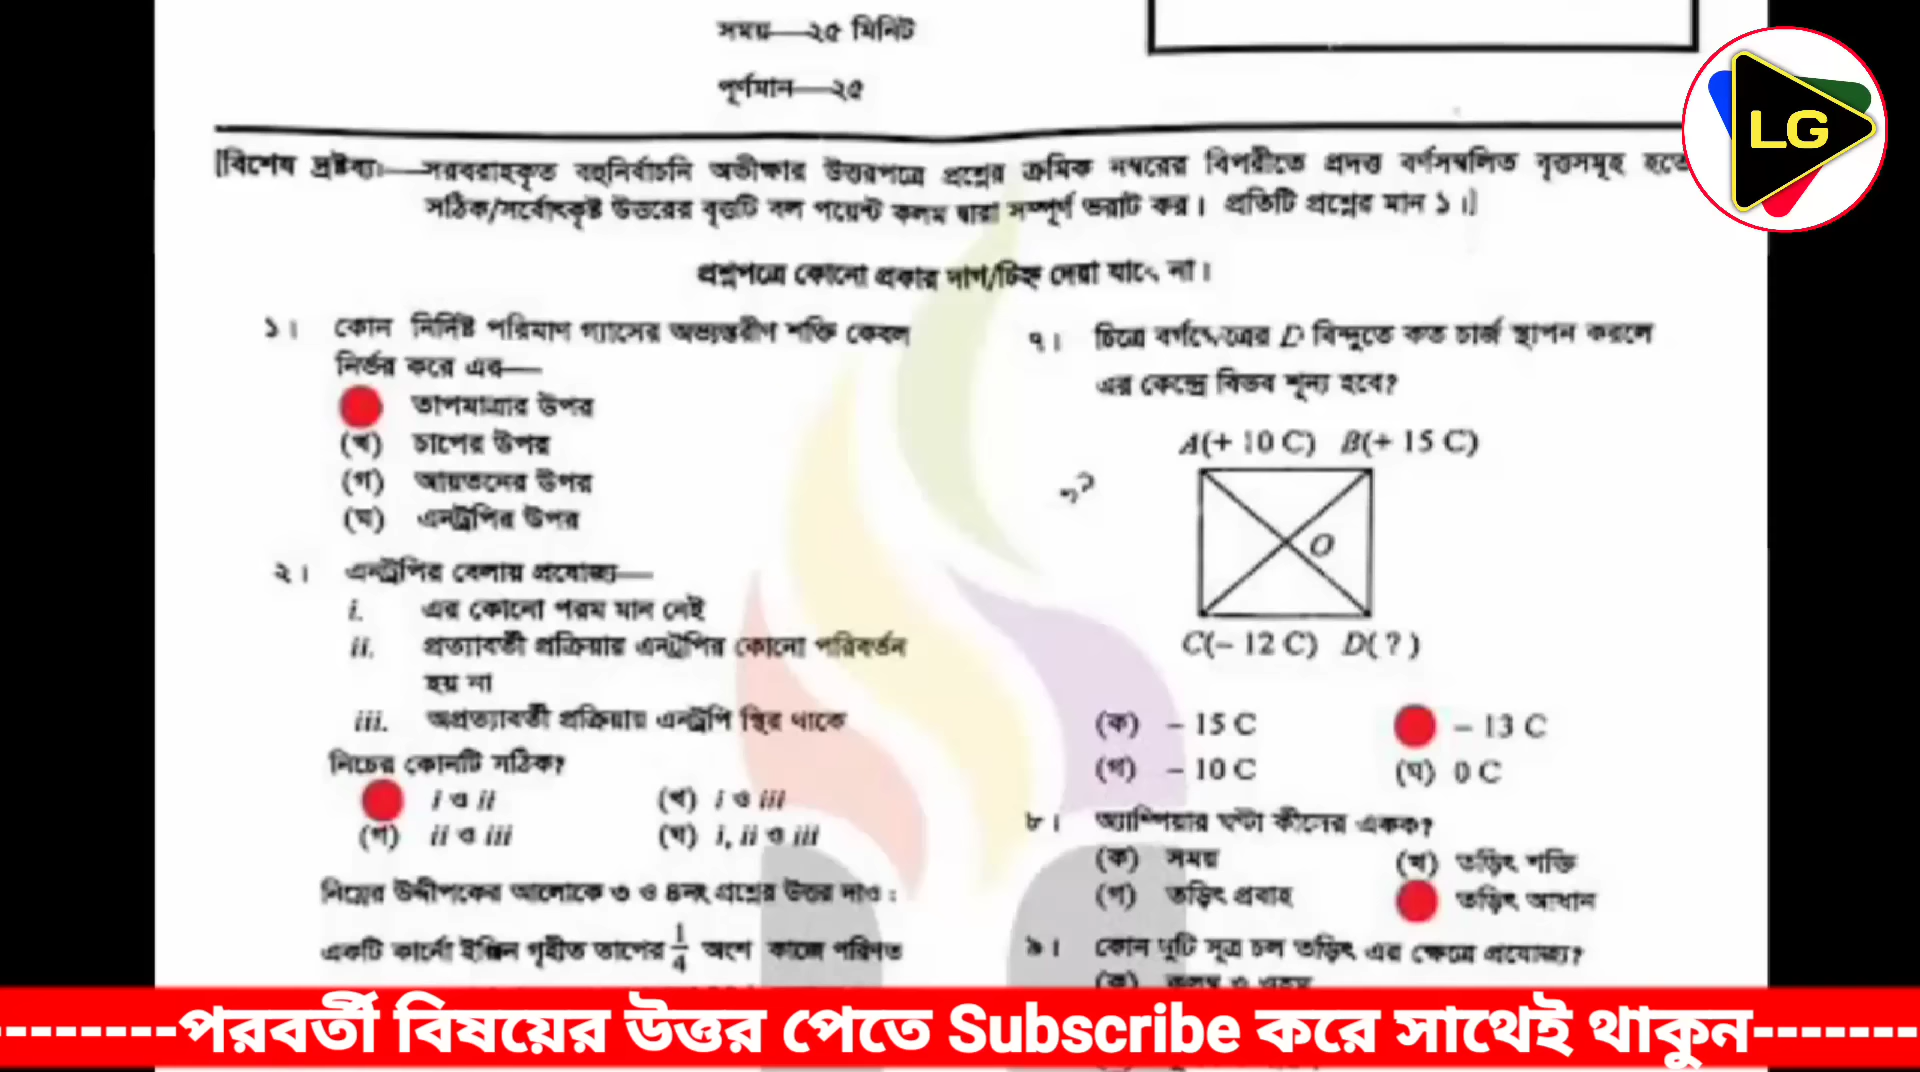 সময়—২৫ মিনিট
পূর্ণমান—২৫
LG
[বিশেষ দ্রষ্টব্য।—সরবরাহকৃত বহুনির্বাচনি অভীক্ষার উত্তরপত্রে প্রশ্নের ক্রমিক নম্বরের বিপরীতে প্রদত্ত বর্ণসম্বলিত বৃত্তসমূহ হতে
সঠিক/সর্বোৎকৃষ্ট উত্তরের বৃত্তটি বল পয়েন্ট কলম দ্বারা সম্পূর্ণ ভরাট কর। প্রতিটি প্রশ্নের মান ১।]
প্রশ্নপত্রে কোনো প্রকার দাগ/চিহ্ন দেয়া যাবে না।
১। কোন নির্দিষ্ট পরিমাণ গ্যাসের অভ্যন্তরীণ শক্তি কেবল
নির্ভর করে এর—
তাপমাত্রার উপর
(খ) চাপের উপর
(গ) আয়তনের উপর
(ঘ) এনট্রপির উপর
২। এনট্রপির বেলায় প্রযোজ্য—
i. এর কোনো পরম মান নেই
ii. প্রত্যাবর্তী প্রক্রিয়ায় এনট্রপির কোনো পরিবর্তন
হয় না
iii. অপ্রত্যাবর্তী প্রক্রিয়ায় এনট্রপি স্থির থাকে
নিচের কোনটি সঠিক?
i ও ii (খ) i ও iii
(গ) ii ও iii (ঘ) i, ii ও iii
নিম্নের উদ্দীপকের আলোকে ৩ ও ৪নং প্রশ্নের উত্তর দাও :
একটি কার্নো ইঞ্জিন গৃহীত তাপের 1/4 অংশ কাজে পরিণত
৭। চিত্রে বর্গক্ষেত্রের D বিন্দুতে কত চার্জ স্থাপন করলে
এর কেন্দ্রে বিভব শূন্য হবে?
A(+ 10 C) B(+ 15 C)
O
C(– 12 C) D( ? )
(ক) – 15 C – 13 C
(গ) – 10 C (ঘ) 0 C
৮। অ্যাম্পিয়ার ঘণ্টা কীসের একক?
(ক) সময় (খ) তড়িৎ শক্তি
(গ) তড়িৎ প্রবাহ তড়িৎ আধান
৯। কোন দুটি সূত্র চল তড়িৎ এর ক্ষেত্রে প্রযোজ্য?
--------পরবর্তী বিষয়ের উত্তর পেতে Subscribe করে সাথেই থাকুন-------